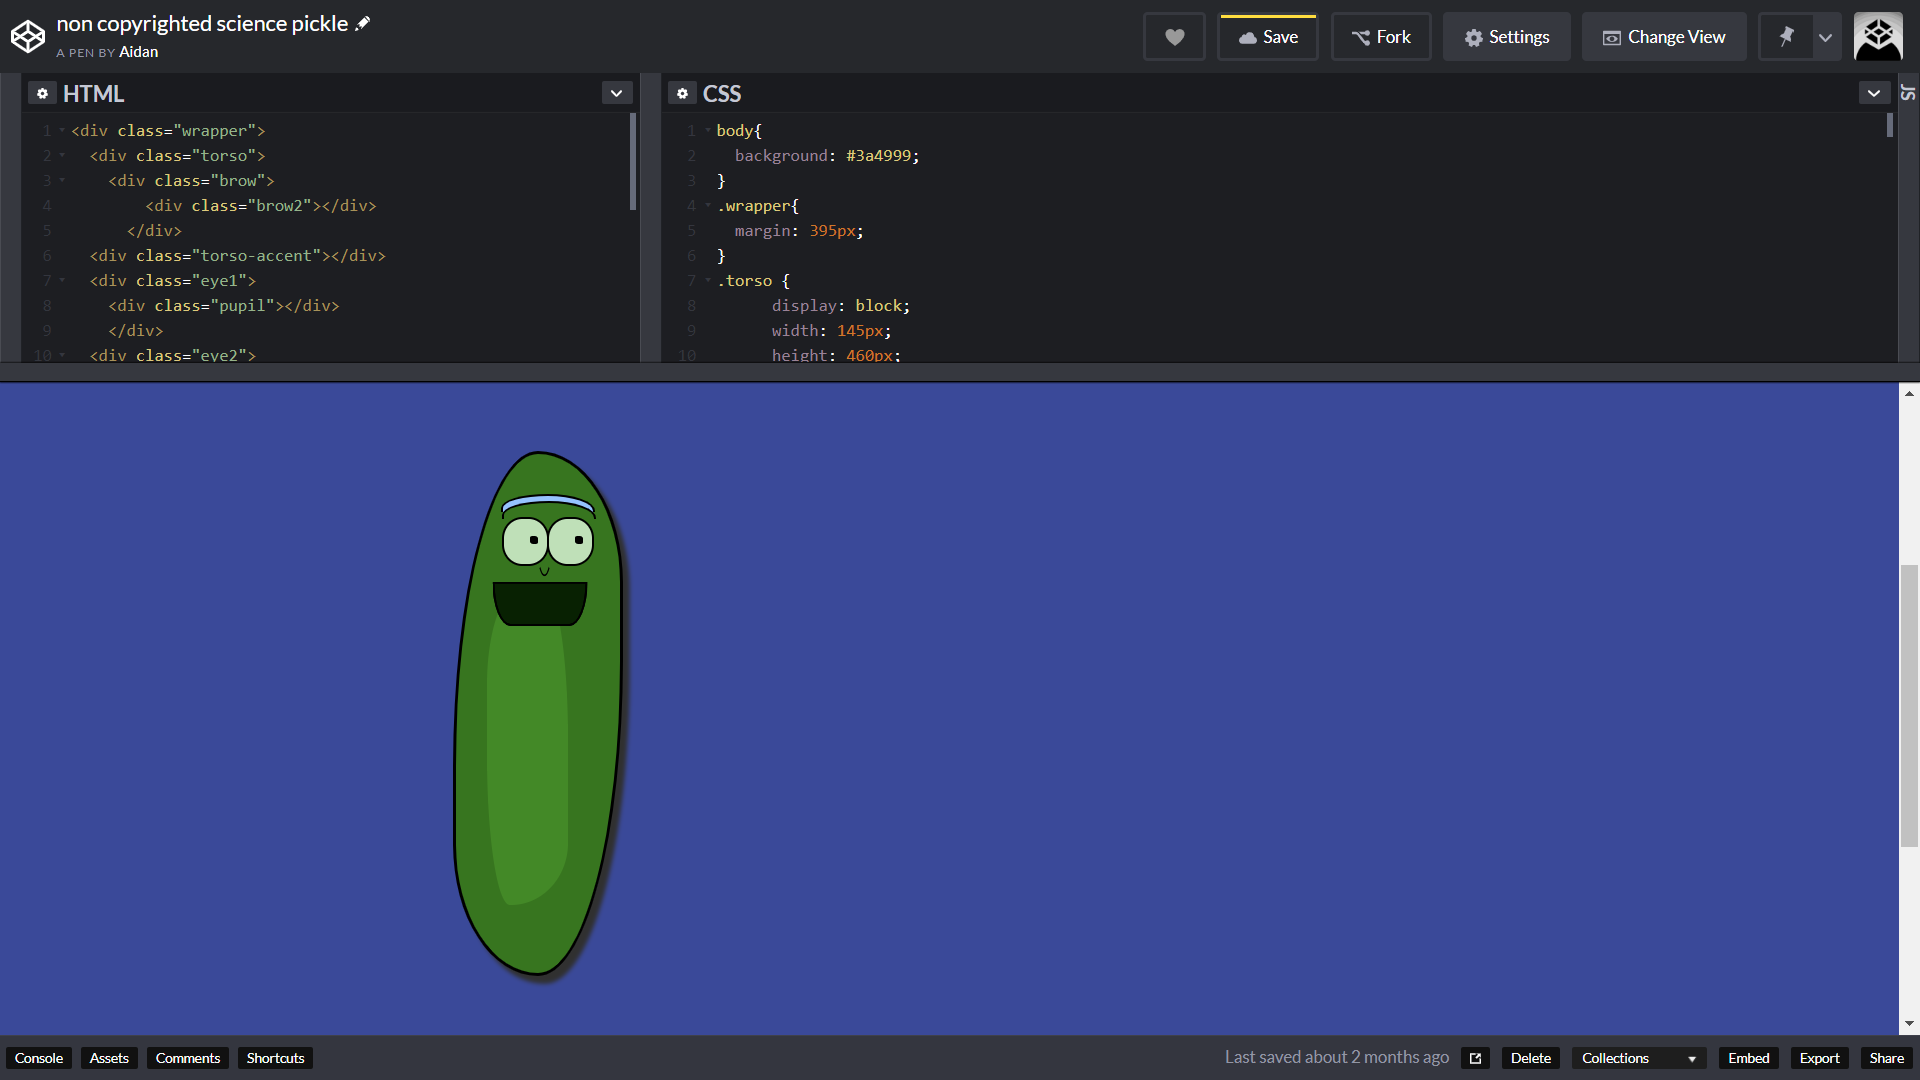 non copyrighted science pickle
A PEN BY Aidan
Save
Fork
Settings
Change View
HTML
1 <div class="wrapper">
2 <div class="torso">
3 <div class="brow">
4 <div class="brow2"></div>
5 </div>
6 <div class="torso-accent"></div>
7 <div class="eye1">
8 <div class="pupil"></div>
9 </div>
10 <div class="eye2">
CSS
1 body{
2 background: #3a4999;
3 }
4 .wrapper{
5 margin: 395px;
6 }
7 .torso {
8 display: block;
9 width: 145px;
10 height: 460px;
JS
Console Assets Comments Shortcuts
Last saved about 2 months ago
Delete Collections Embed Export Share